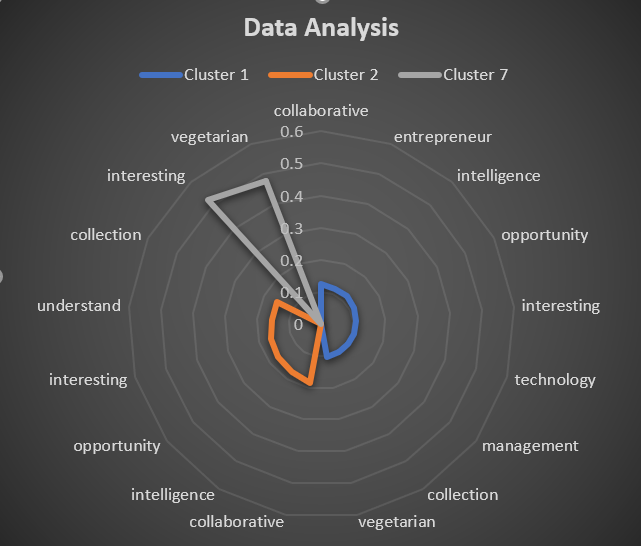 Data Analysis
Cluster 1 Cluster 2 Cluster 7
collaborative
entrepreneur
intelligence
opportunity
interesting
technology
management
collection
vegetarian
collaborative
intelligence
opportunity
interesting
understand
collection
interesting
vegetarian
0.6
0.5
0.4
0.3
0.2
0.1
0